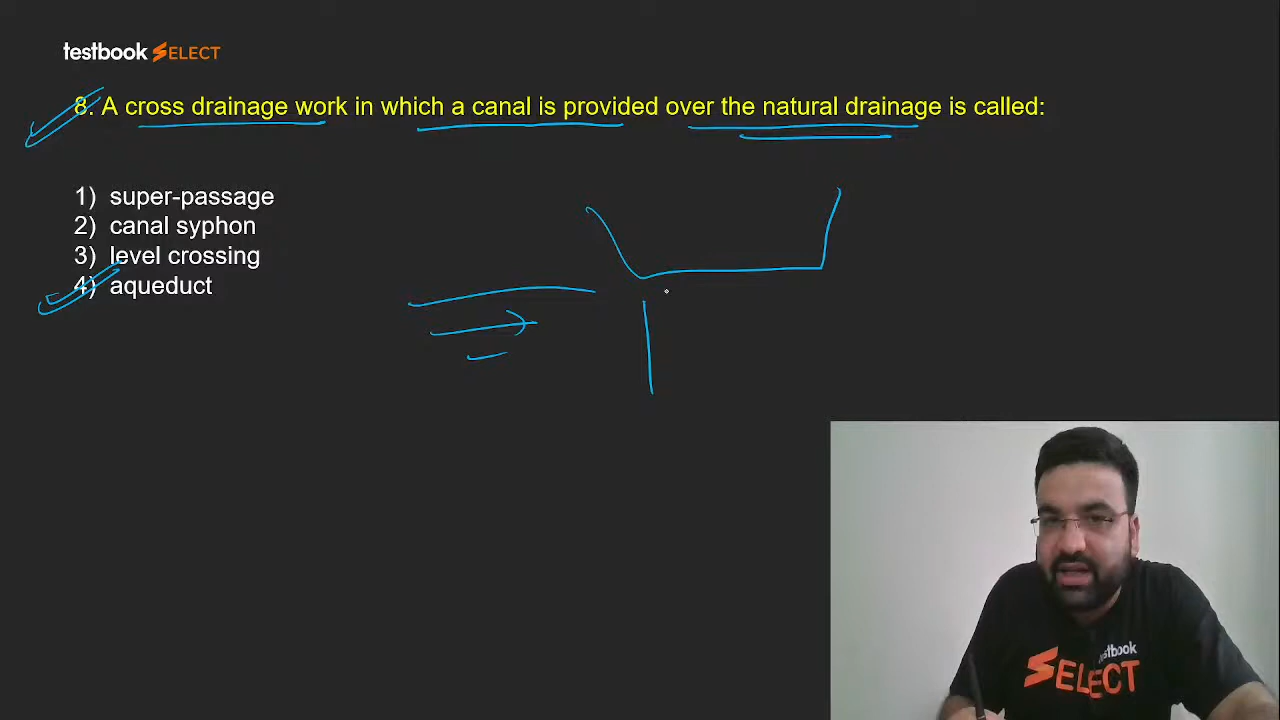 testbook SELECT
8. A cross drainage work in which a canal is provided over the natural drainage is called:
1) super-passage
2) canal syphon
3) level crossing
4) aqueduct
testbook
SELECT